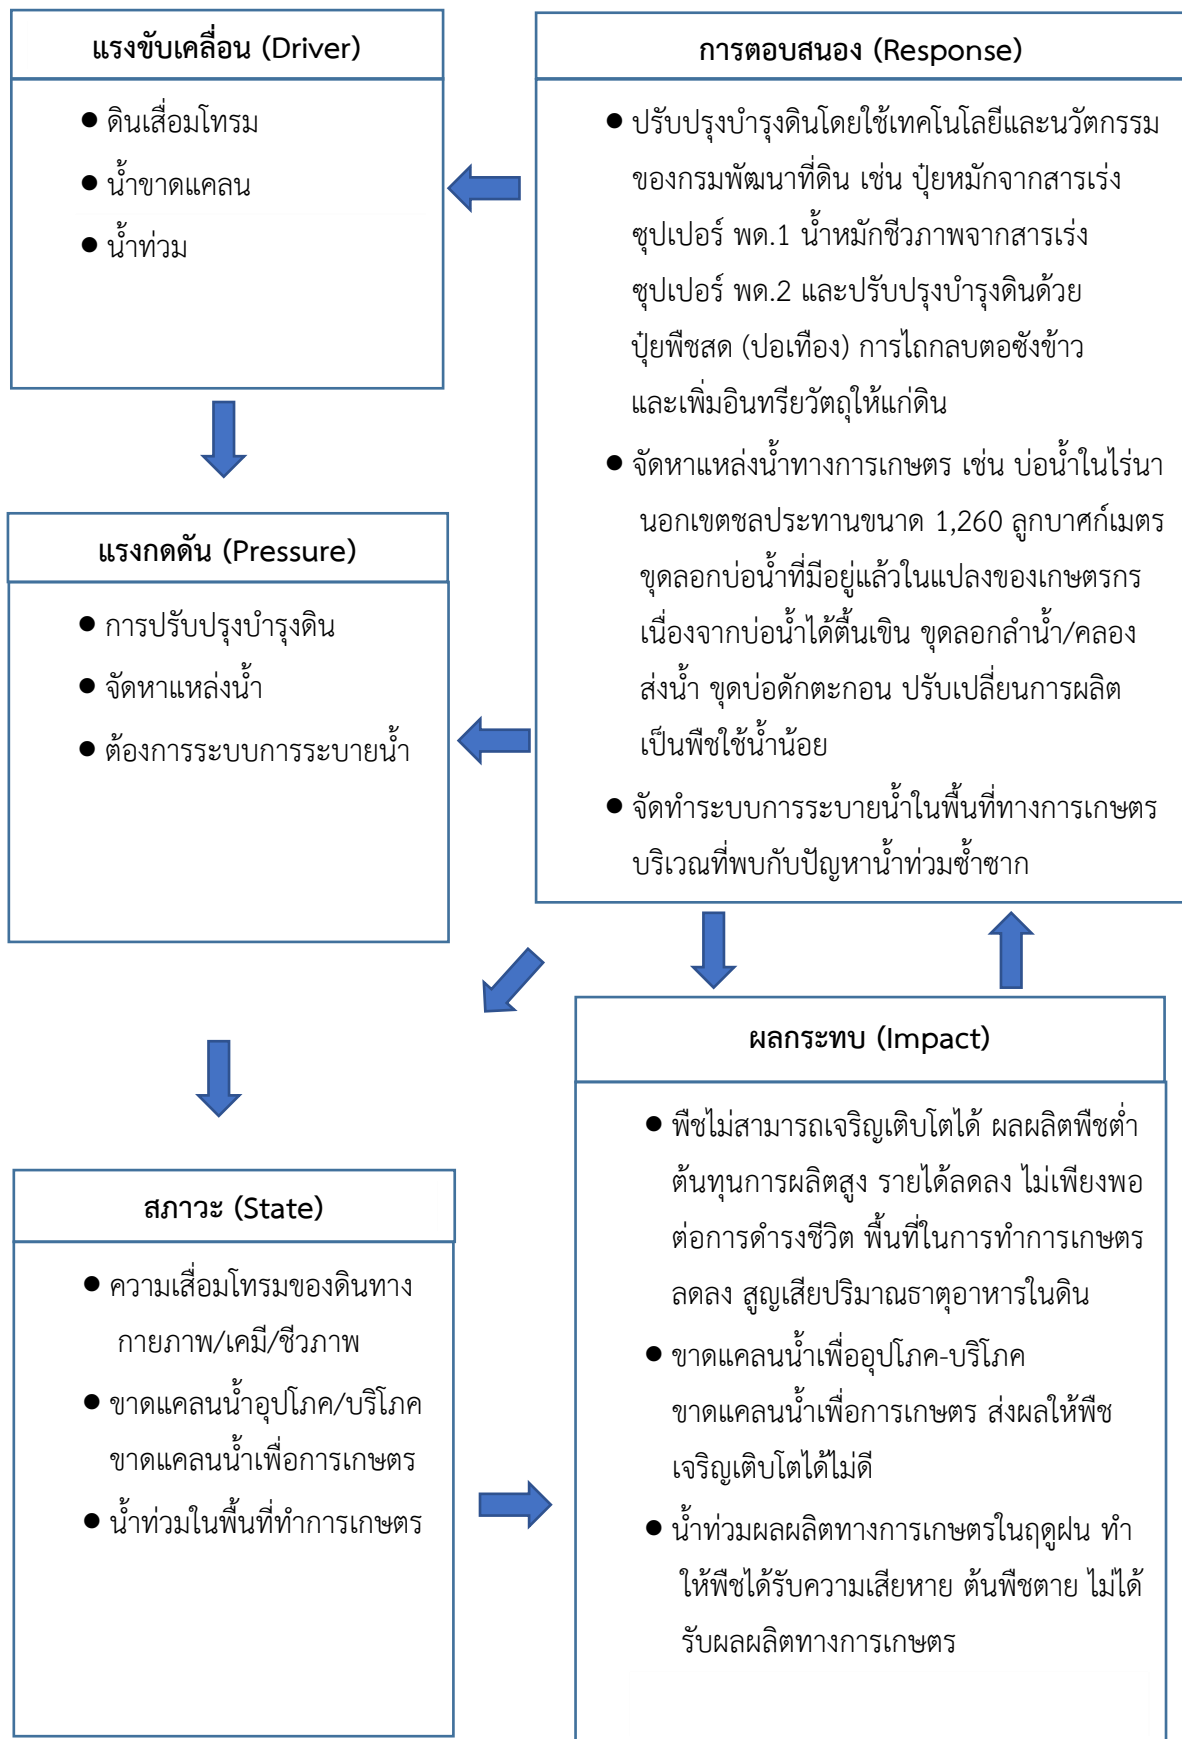 แรงขับเคลื่อน (Driver)
● ดินเสื่อมโทรม
● น้ำขาดแคลน
● น้ำท่วม
การตอบสนอง (Response)
● ปรับปรุงบำรุงดินโดยใช้เทคโนโลยีและนวัตกรรม
ของกรมพัฒนาที่ดิน เช่น ปุ๋ยหมักจากสารเร่ง
ซุปเปอร์ พด.1 น้ำหมักชีวภาพจากสารเร่ง
ซุปเปอร์ พด.2 และปรับปรุงบำรุงดินด้วย
ปุ๋ยพืชสด (ปอเทือง) การไถกลบตอซังข้าว
และเพิ่มอินทรียวัตถุให้แก่ดิน
● จัดหาแหล่งน้ำทางการเกษตร เช่น บ่อน้ำในไร่นา
นอกเขตชลประทานขนาด 1,260 ลูกบาศก์เมตร
ขุดลอกบ่อน้ำที่มีอยู่แล้วในแปลงของเกษตรกร
เนื่องจากบ่อน้ำได้ตื้นเขิน ขุดลอกลำน้ำ/คลอง
ส่งน้ำ ขุดบ่อดักตะกอน ปรับเปลี่ยนการผลิต
เป็นพืชใช้น้ำน้อย
● จัดทำระบบการระบายน้ำในพื้นที่ทางการเกษตร
บริเวณที่พบกับปัญหาน้ำท่วมซ้ำซาก
แรงกดดัน (Pressure)
● การปรับปรุงบำรุงดิน
● จัดหาแหล่งน้ำ
● ต้องการระบบการระบายน้ำ
สภาวะ (State)
● ความเสื่อมโทรมของดินทาง
กายภาพ/เคมี/ชีวภาพ
● ขาดแคลนน้ำอุปโภค/บริโภค
ขาดแคลนน้ำเพื่อการเกษตร
● น้ำท่วมในพื้นที่ทำการเกษตร
ผลกระทบ (Impact)
● พืชไม่สามารถเจริญเติบโตได้ ผลผลิตพืชต่ำ
ต้นทุนการผลิตสูง รายได้ลดลง ไม่เพียงพอ
ต่อการดำรงชีวิต พื้นที่ในการทำการเกษตร
ลดลง สูญเสียปริมาณธาตุอาหารในดิน
● ขาดแคลนน้ำเพื่ออุปโภค-บริโภค
ขาดแคลนน้ำเพื่อการเกษตร ส่งผลให้พืช
เจริญเติบโตได้ไม่ดี
● น้ำท่วมผลผลิตทางการเกษตรในฤดูฝน ทำ
ให้พืชได้รับความเสียหาย ต้นพืชตาย ไม่ได้
รับผลผลิตทางการเกษตร